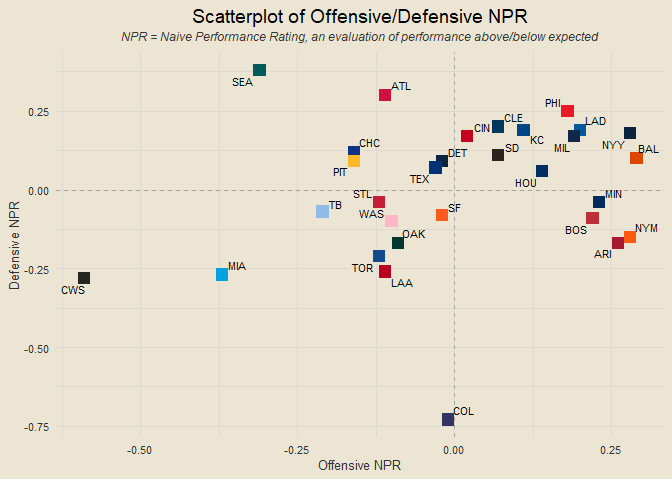 Scatterplot of Offensive/Defensive NPR
NPR = Naive Performance Rating, an evaluation of performance above/below expected
SEA
ATL
PHI
0.25
CIN
CLE
KC
LAD
MIL
NYY
BAL
CHC
PIT
DET
TEX
SD
HOU
0.00
STL
TB
WAS
SF
MIN
BOS
NYM
ARI
OAK
TOR
LAA
MIA
CWS
-0.25
Defensive NPR
-0.50
COL
-0.75
-0.50
-0.25
0.00
0.25
Offensive NPR